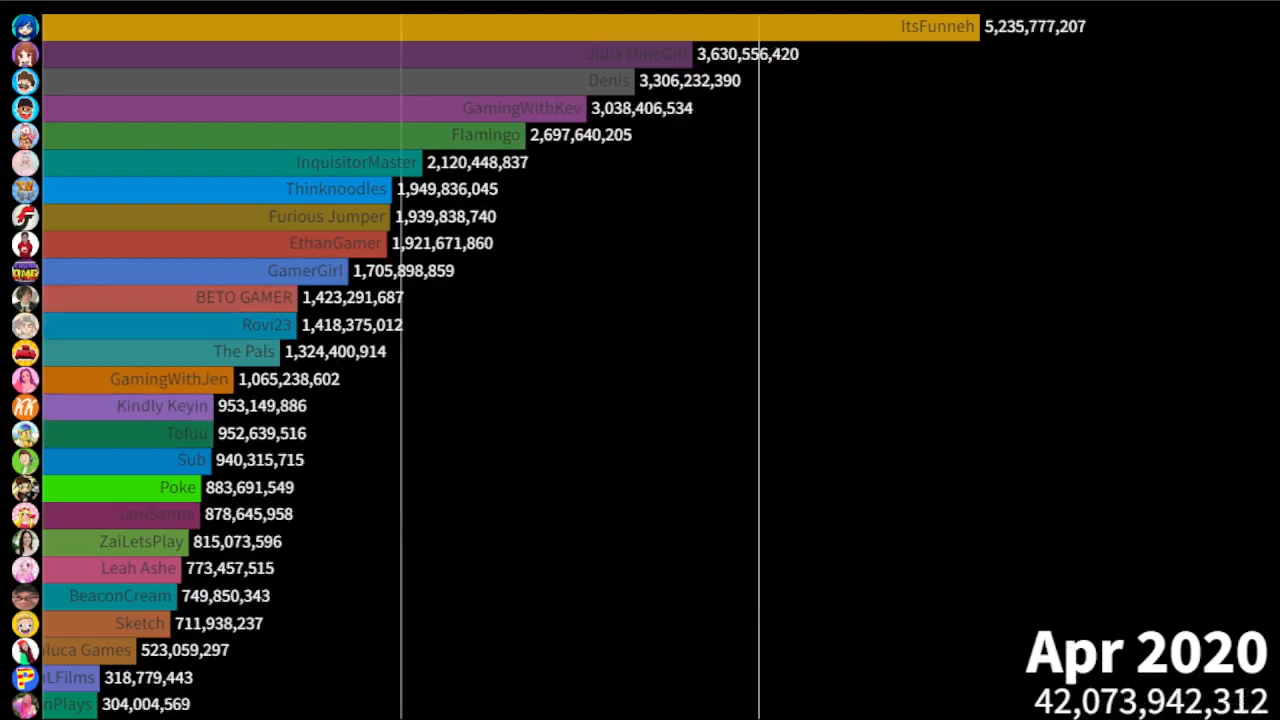 ItsFunneh 5,235,777,207
Julia MineGirl 3,630,556,420
Denis 3,306,232,390
GamingWithKev 3,038,406,534
Flamingo 2,697,640,205
InquisitorMaster 2,120,448,837
Thinknoodles 1,949,836,045
Furious Jumper 1,939,838,740
EthanGamer 1,921,671,860
GamerGirl 1,705,898,859
BETO GAMER 1,423,291,687
Rovi23 1,418,375,012
The Pals 1,324,400,914
GamingWithJen 1,065,238,602
Kindly Keyin 953,149,886
Tofuu 952,639,516
Sub 940,315,715
Poke 883,691,549
iamSanna 878,645,958
ZaiLetsPlay 815,073,596
Leah Ashe 773,457,515
BeaconCream 749,850,343
Sketch 711,938,237
luca Games 523,059,297
LFilms 318,779,443
nPlays 304,004,569
Apr 2020
42,073,942,312